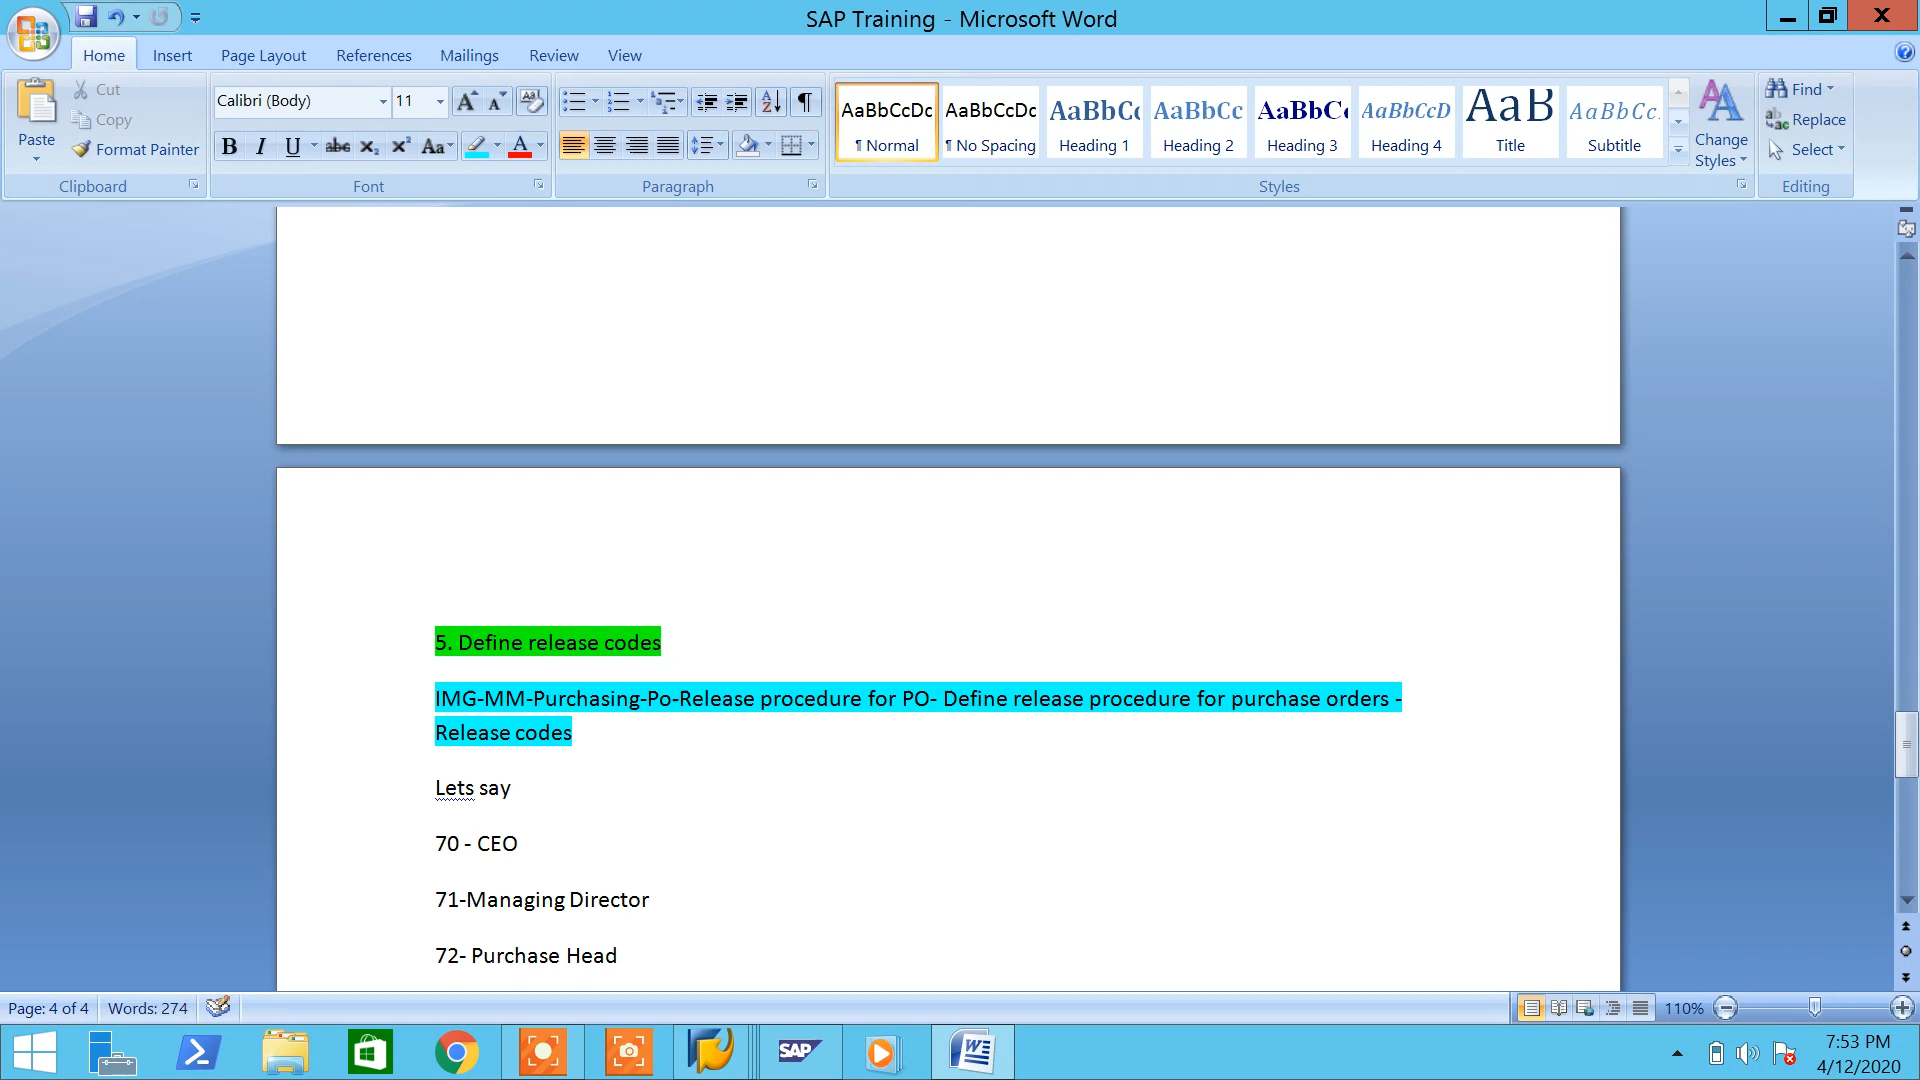 SAP Training - Microsoft Word
Home Insert Page Layout References Mailings Review View
Paste
Cut
Copy
Format Painter
Clipboard
Calibri (Body) 11
B I U abe X₂ X² Aa A
Font
Paragraph
AaBbCcDc AaBbCcDc AaBbCc AaBbCc AaBbCc AaBbCcD AaB AaBbCc.
¶ Normal ¶ No Spacing Heading 1 Heading 2 Heading 3 Heading 4 Title Subtitle
Change
Styles
Styles
Find
Replace
Select
Editing
5. Define release codes
IMG-MM-Purchasing-Po-Release procedure for PO- Define release procedure for purchase orders -
Release codes
Lets say
70 - CEO
71-Managing Director
72- Purchase Head
Page: 4 of 4 Words: 274 110%
SAP
7:53 PM
4/12/2020